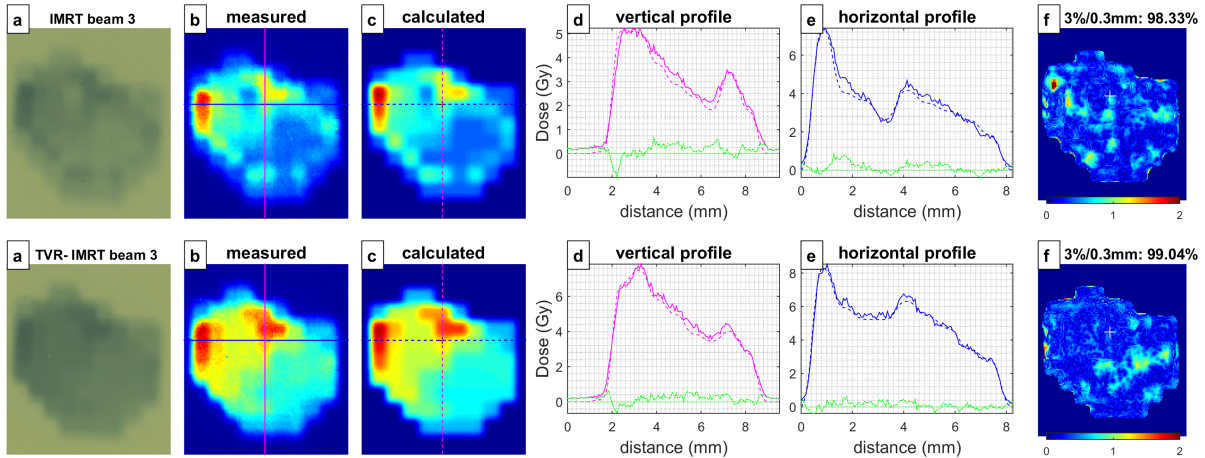 a IMRT beam 3 b measured c calculated d vertical profile e horizontal profile f 3%/0.3mm: 98.33%
5
4
3
2
1
0
Dose (Gy)
0 2 4 6 8
distance (mm)
6
4
2
0
0 2 4 6 8
distance (mm)
0 1 2
a TVR- IMRT beam 3 b measured c calculated d vertical profile e horizontal profile f 3%/0.3mm: 99.04%
6
4
2
0
Dose (Gy)
0 2 4 6 8
distance (mm)
8
6
4
2
0
0 2 4 6 8
distance (mm)
0 1 2